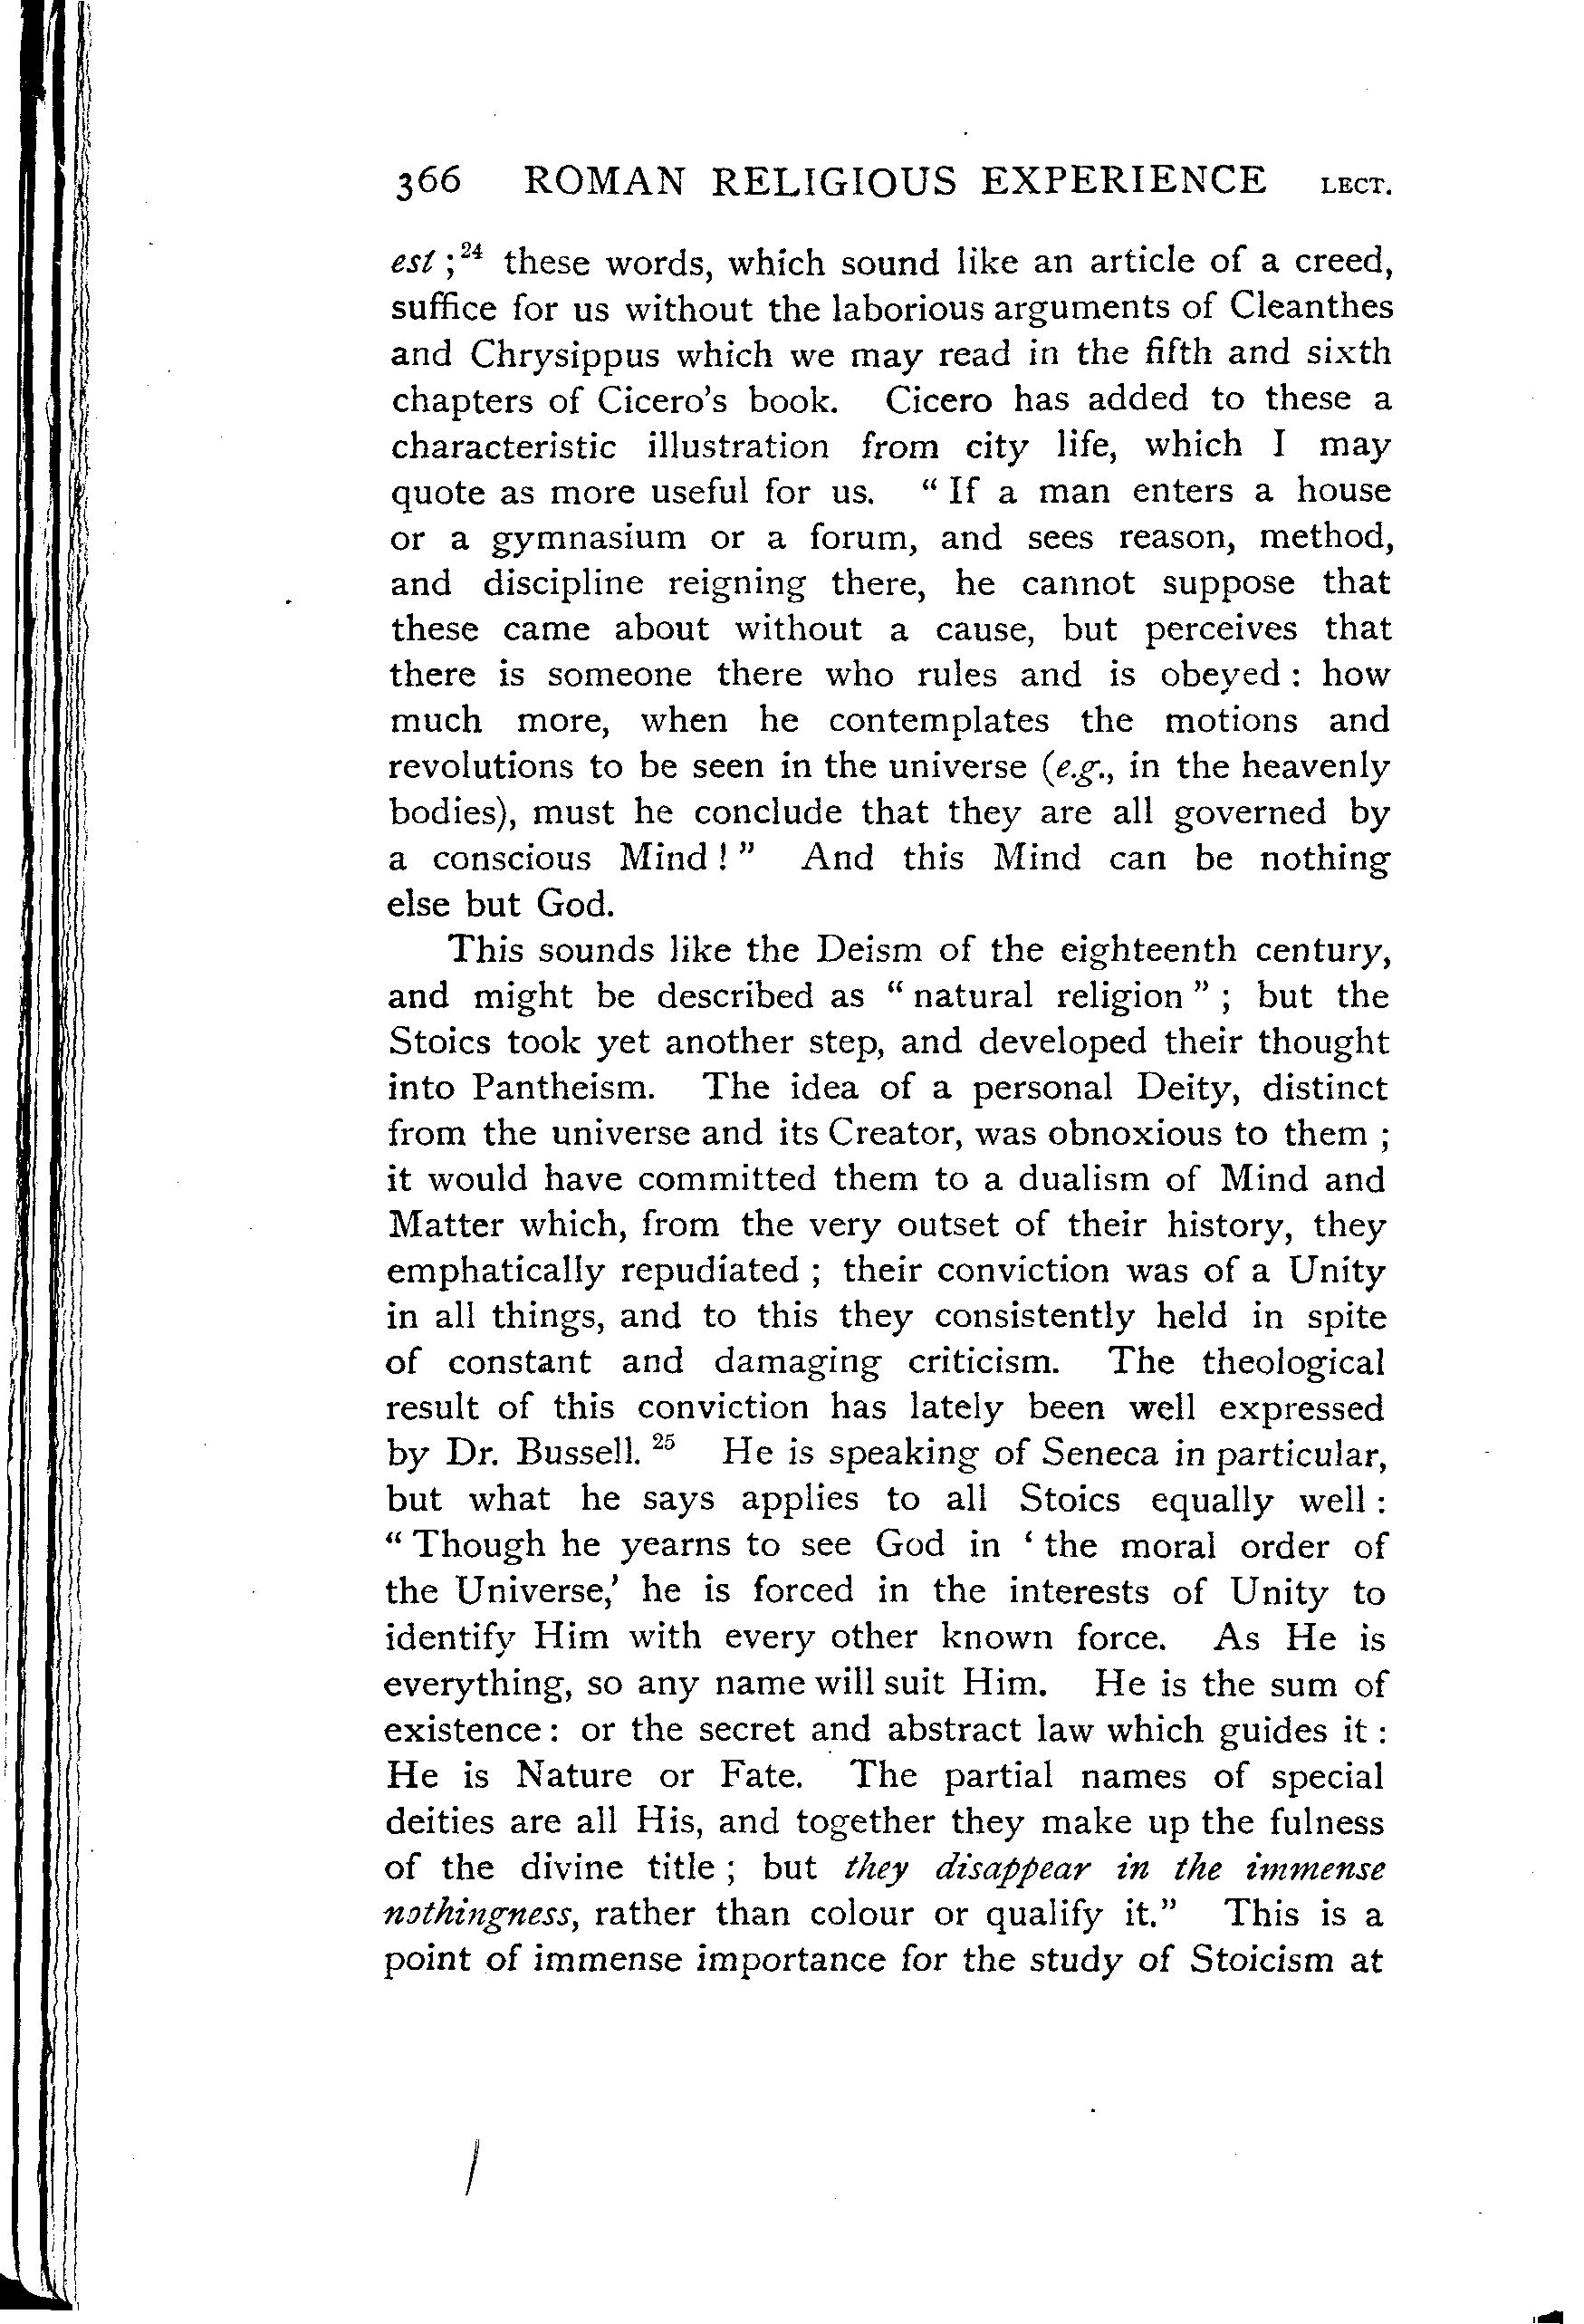 366 ROMAN RELIGIOUS EXPERIENCE LECT.
est ;24 these words, which sound like an article of a creed,
suffice for us without the laborious arguments of Cleanthes
and Chrysippus which we may read in the fifth and sixth
chapters of Cicero's book. Cicero has added to these a
characteristic illustration from city life, which I may
quote as more useful for us. “ If a man enters a house
or a gymnasium or a forum, and sees reason, method,
and discipline reigning there, he cannot suppose that
these came about without a cause, but perceives that
there is someone there who rules and is obeyed : how
much more, when he contemplates the motions and
revolutions to be seen in the universe (e.g., in the heavenly
bodies), must he conclude that they are all governed by
a conscious Mind ! ” And this Mind can be nothing
else but God.
This sounds like the Deism of the eighteenth century,
and might be described as “ natural religion ” ; but the
Stoics took yet another step, and developed their thought
into Pantheism. The idea of a personal Deity, distinct
from the universe and its Creator, was obnoxious to them ;
it would have committed them to a dualism of Mind and
Matter which, from the very outset of their history, they
emphatically repudiated ; their conviction was of a Unity
in all things, and to this they consistently held in spite
of constant and damaging criticism. The theological
result of this conviction has lately been well expressed
by Dr. Bussell. 25 He is speaking of Seneca in particular,
but what he says applies to all Stoics equally well :
“ Though he yearns to see God in ‘ the moral order of
the Universe,’ he is forced in the interests of Unity to
identify Him with every other known force. As He is
everything, so any name will suit Him. He is the sum of
existence : or the secret and abstract law which guides it :
He is Nature or Fate. The partial names of special
deities are all His, and together they make up the fulness
of the divine title ; but they disappear in the immense
nothingness, rather than colour or qualify it.” This is a
point of immense importance for the study of Stoicism at